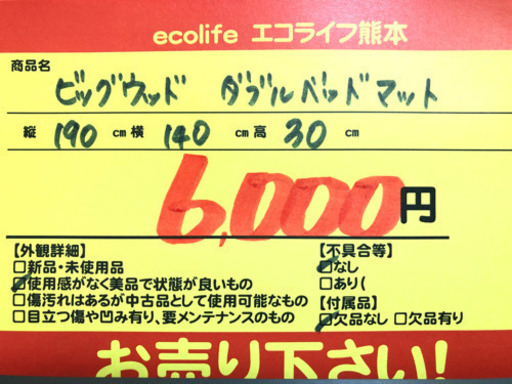 ecolife エコライフ熊本
商品名
ビッグウッド ダブルベッドマット
縦 190 cm 横 140 cm 高 30 cm
6,000円
【外観詳細】 【不具合等】
□新品・未使用品 ☑なし
☑使用感がなく美品で状態が良いもの □あり(
□傷汚れはあるが中古品として使用可能なもの 【付属品】
□目立つ傷や凹み有り、要メンテナンスのもの ☑欠品なし □欠品有り
お売り下さい!